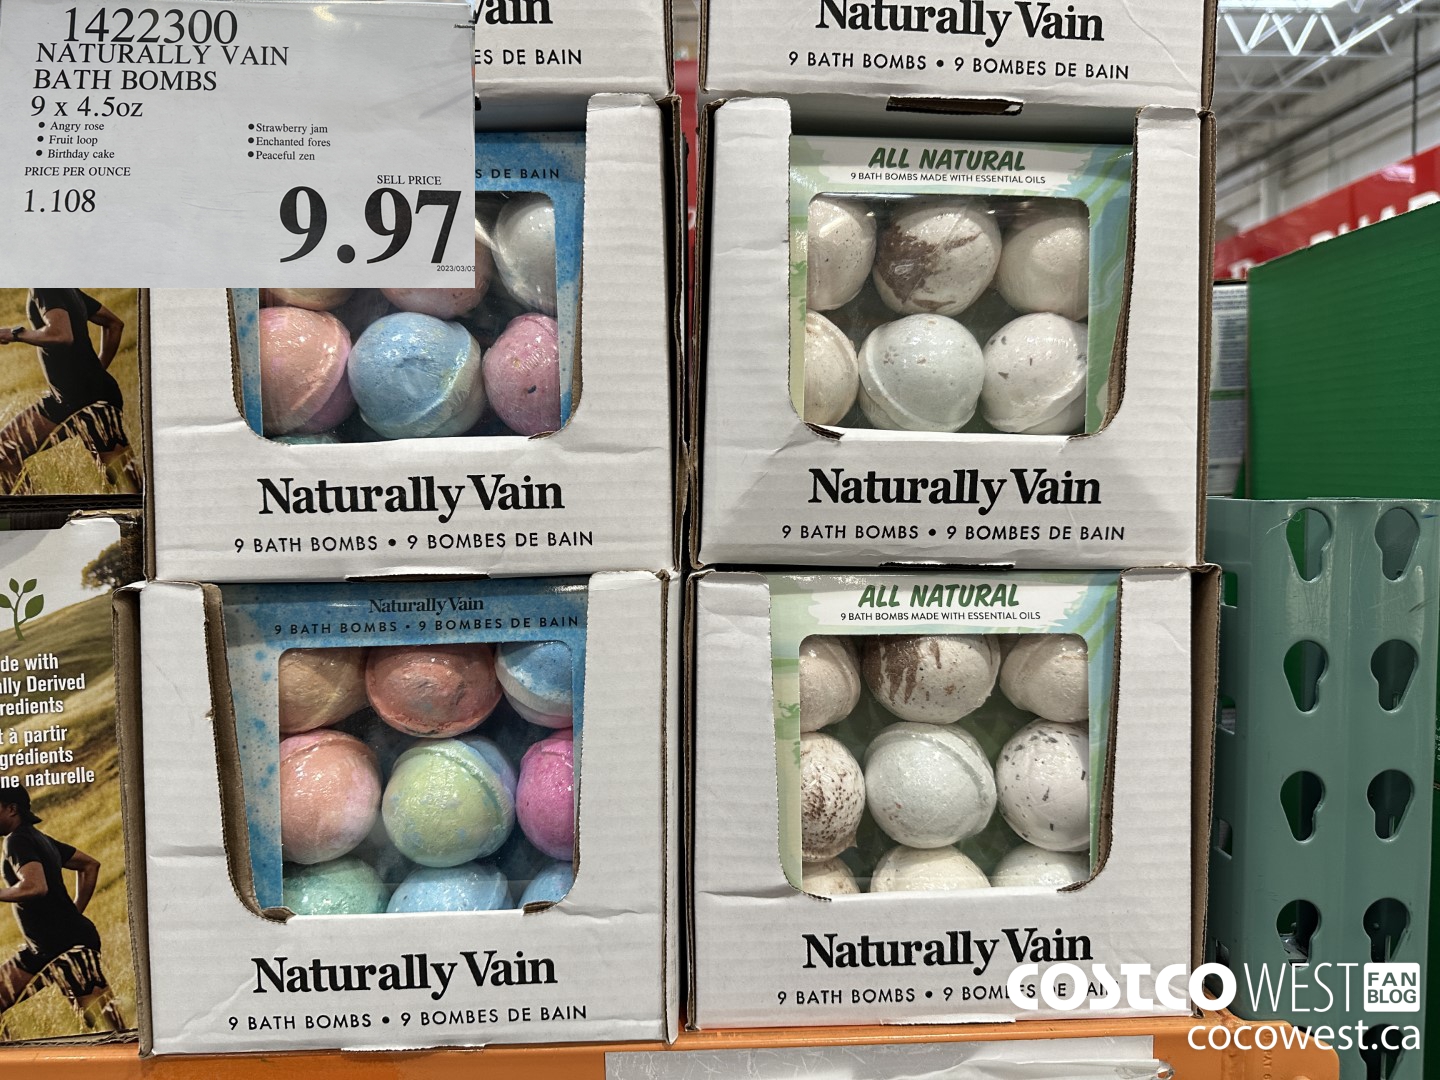 1422300
NATURALLY VAIN
BATH BOMBS
9 x 4.5oz
• Angry rose
• Fruit loop
• Birthday cake
• Strawberry jam
• Enchanted fores
• Peaceful zen
PRICE PER OUNCE
1.108
SELL PRICE
9.97
2023/03/03
Vain
ES DE BAIN
Naturally Vain
9 BATH BOMBS • 9 BOMBES DE BAIN
S DE BAIN
ALL NATURAL
9 BATH BOMBS MADE WITH ESSENTIAL OILS
Naturally Vain
9 BATH BOMBS • 9 BOMBES DE BAIN
Naturally Vain
9 BATH BOMBS • 9 BOMBES DE BAIN
Naturally Vain
9 BATH BOMBS • 9 BOMBES DE BAIN
ALL NATURAL
9 BATH BOMBS MADE WITH ESSENTIAL OILS
de with
lly Derived
redients
t à partir
grédients
ne naturelle
Naturally Vain
9 BATH BOMBS • 9 BOMBES DE BAIN
Naturally Vain
9 BATH BOMBS • 9 BOMBES DE BAIN
COSTCO WEST FAN BLOG
cocowest.ca